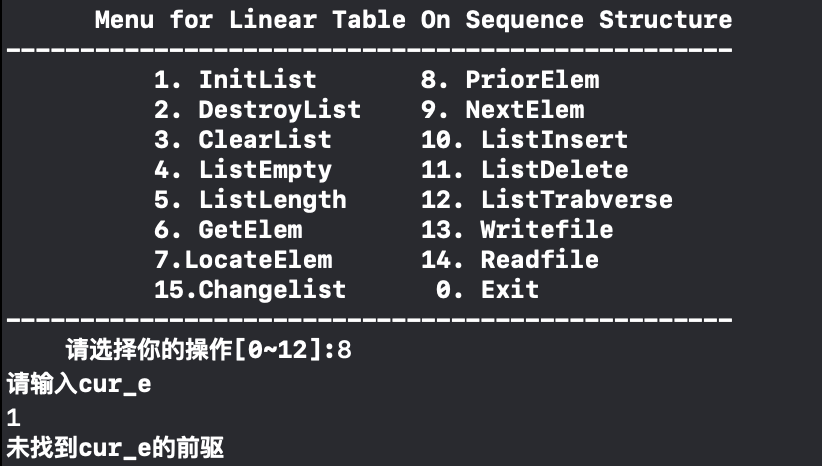 Menu for Linear Table On Sequence Structure
-------------------------------------------------
1. InitList 8. PriorElem
2. DestroyList 9. NextElem
3. ClearList 10. ListInsert
4. ListEmpty 11. ListDelete
5. ListLength 12. ListTrabverse
6. GetElem 13. Writefile
7.LocateElem 14. Readfile
15.Changelist 0. Exit
-------------------------------------------------
请选择你的操作[0~12]:8
请输入cur_e
1
未找到cur_e的前驱